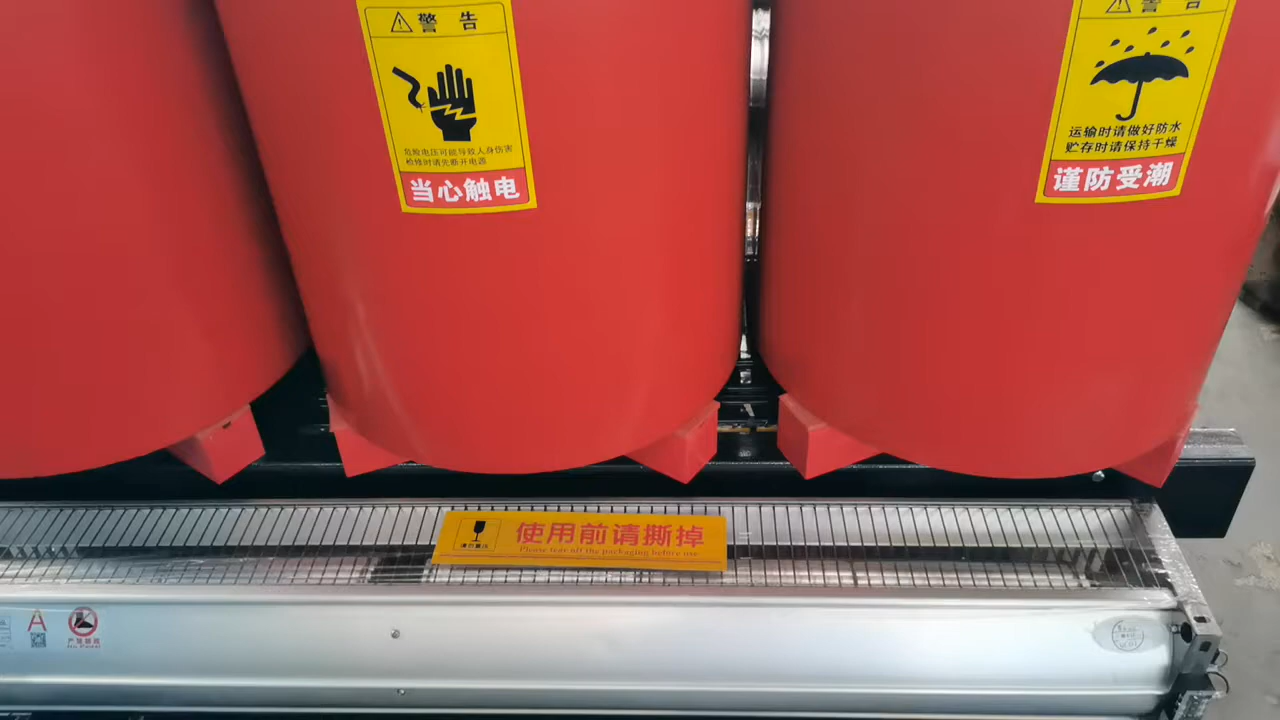 警告
危险电压可能导致人身伤害
检修时请先断开电源
当心触电
警告
运输时请做好防水
贮存时请保持干燥
谨防受潮
使用前请撕掉
Please tear off the packaging before use
A